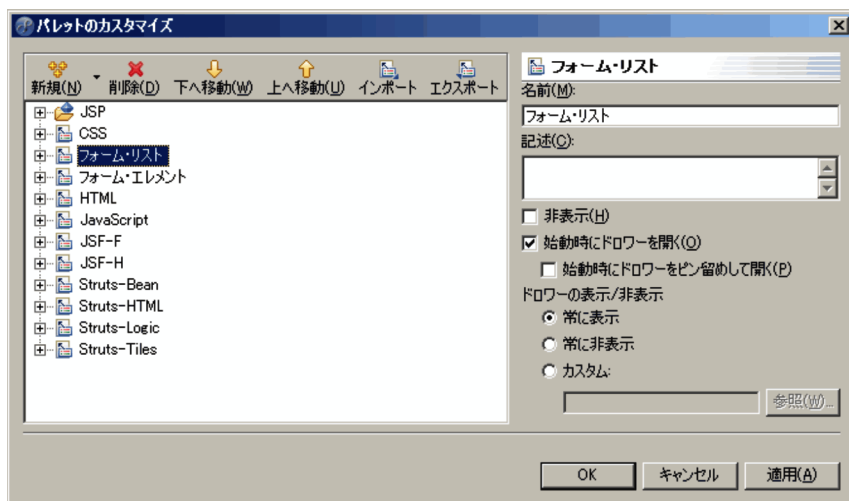 パレットのカスタマイズ
新規(N) 削除(D) 下へ移動(W) 上へ移動(U) インポート エクスポート
JSP
CSS
フォーム・リスト
フォーム・エレメント
HTML
JavaScript
JSF-F
JSF-H
Struts-Bean
Struts-HTML
Struts-Logic
Struts-Tiles
フォーム・リスト
名前(M):
フォーム・リスト
記述(C):
非表示(H)
始動時にドロワーを開く(O)
始動時にドロワーをピン留めして開く(P)
ドロワーの表示/非表示
常に表示
常に非表示
カスタム:
参照(W)...
OK キャンセル 適用(A)